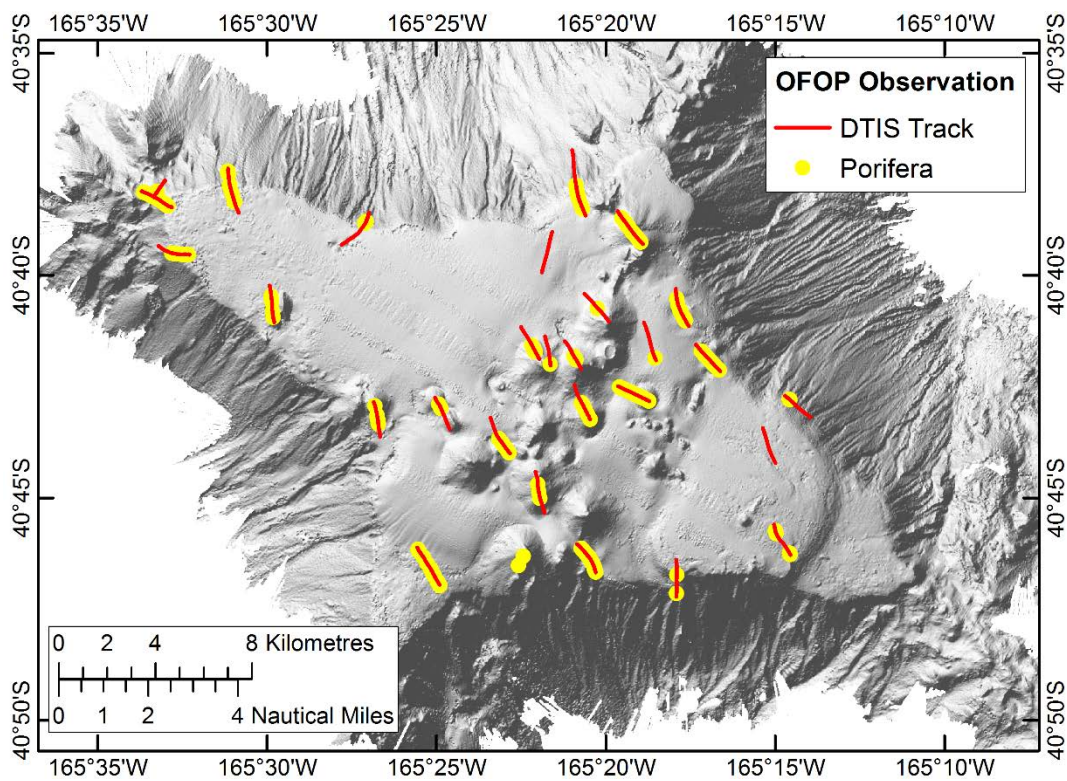 165°35'W 165°30'W 165°25'W 165°20'W 165°15'W 165°10'W
40°35'S 40°35'S
OFOP Observation
DTIS Track
Porifera
40°40'S 40°40'S
40°45'S 40°45'S
0 2 4 8 Kilometres
0 1 2 4 Nautical Miles
40°50'S 40°50'S
165°35'W 165°30'W 165°25'W 165°20'W 165°15'W 165°10'W